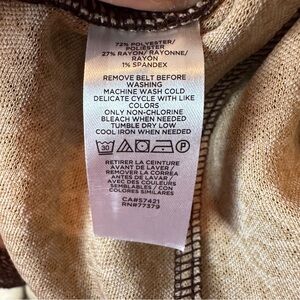 72% POLYESTER/
POLIESTER
27% RAYON/RAYONNE/
RAYON
1% SPANDEX
REMOVE BELT BEFORE
WASHING
MACHINE WASH COLD
DELICATE CYCLE WITH LIKE
COLORS
ONLY NON-CHLORINE
BLEACH WHEN NEEDED
TUMBLE DRY LOW
COOL IRON WHEN NEEDED
30 P
RETIRER LA CEINTURE
AVANT DE LAVER /
REMOVER LA CORREA
ANTES DE LAVAR /
AVEC DES COULEURS
SEMBLABLES / CON
COLORES SIMILARES
CA#57421
RN#77379